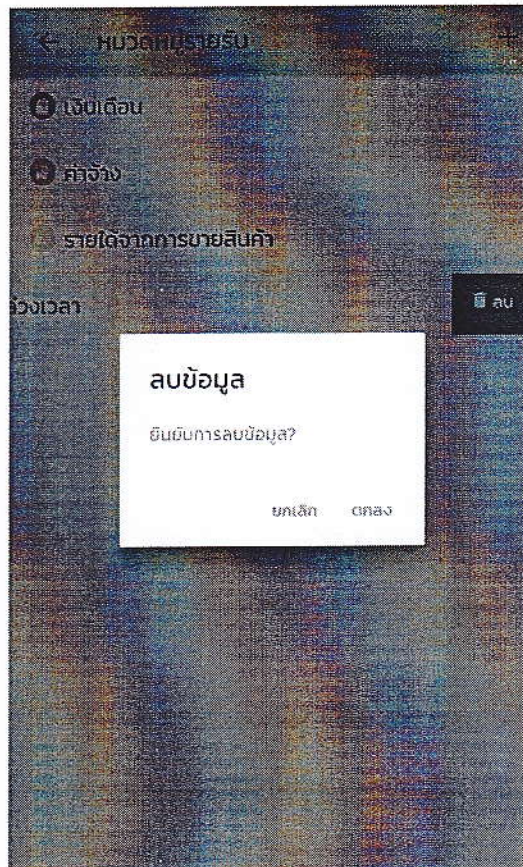 หมวดหมู่รายรับ
เงินเดือน
ค่าจ้าง
รายได้จากการขายสินค้า
ล่วงเวลา
ลบ
ลบข้อมูล
ยืนยันการลบข้อมูล?
ยกเลิก
ตกลง